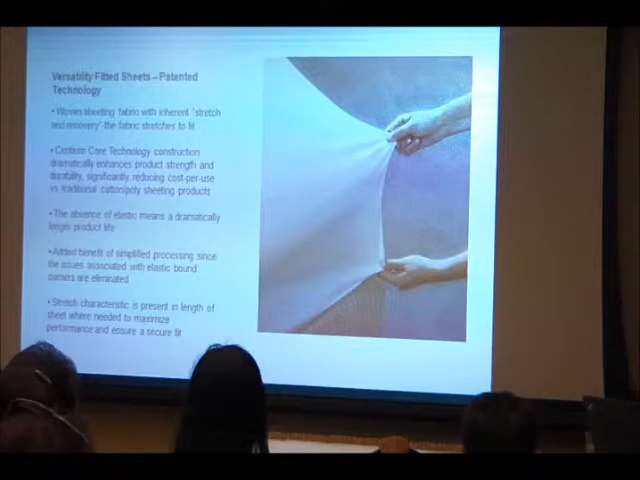 Versatility Fitted Sheets – Patented
Technology
• Woven sheeting fabric with inherent "stretch
and recovery" the fabric stretches to fit
• Centium Core Technology construction
dramatically enhances product strength and
durability, significantly reducing cost-per-use
vs traditional cotton/poly sheeting products
• The absence of elastic means a dramatically
longer product life
• Added benefit of simplified processing since
the issues associated with elastic bound
corners are eliminated
• Stretch characteristic is present in length of
sheet where needed to maximize
performance and ensure a secure fit